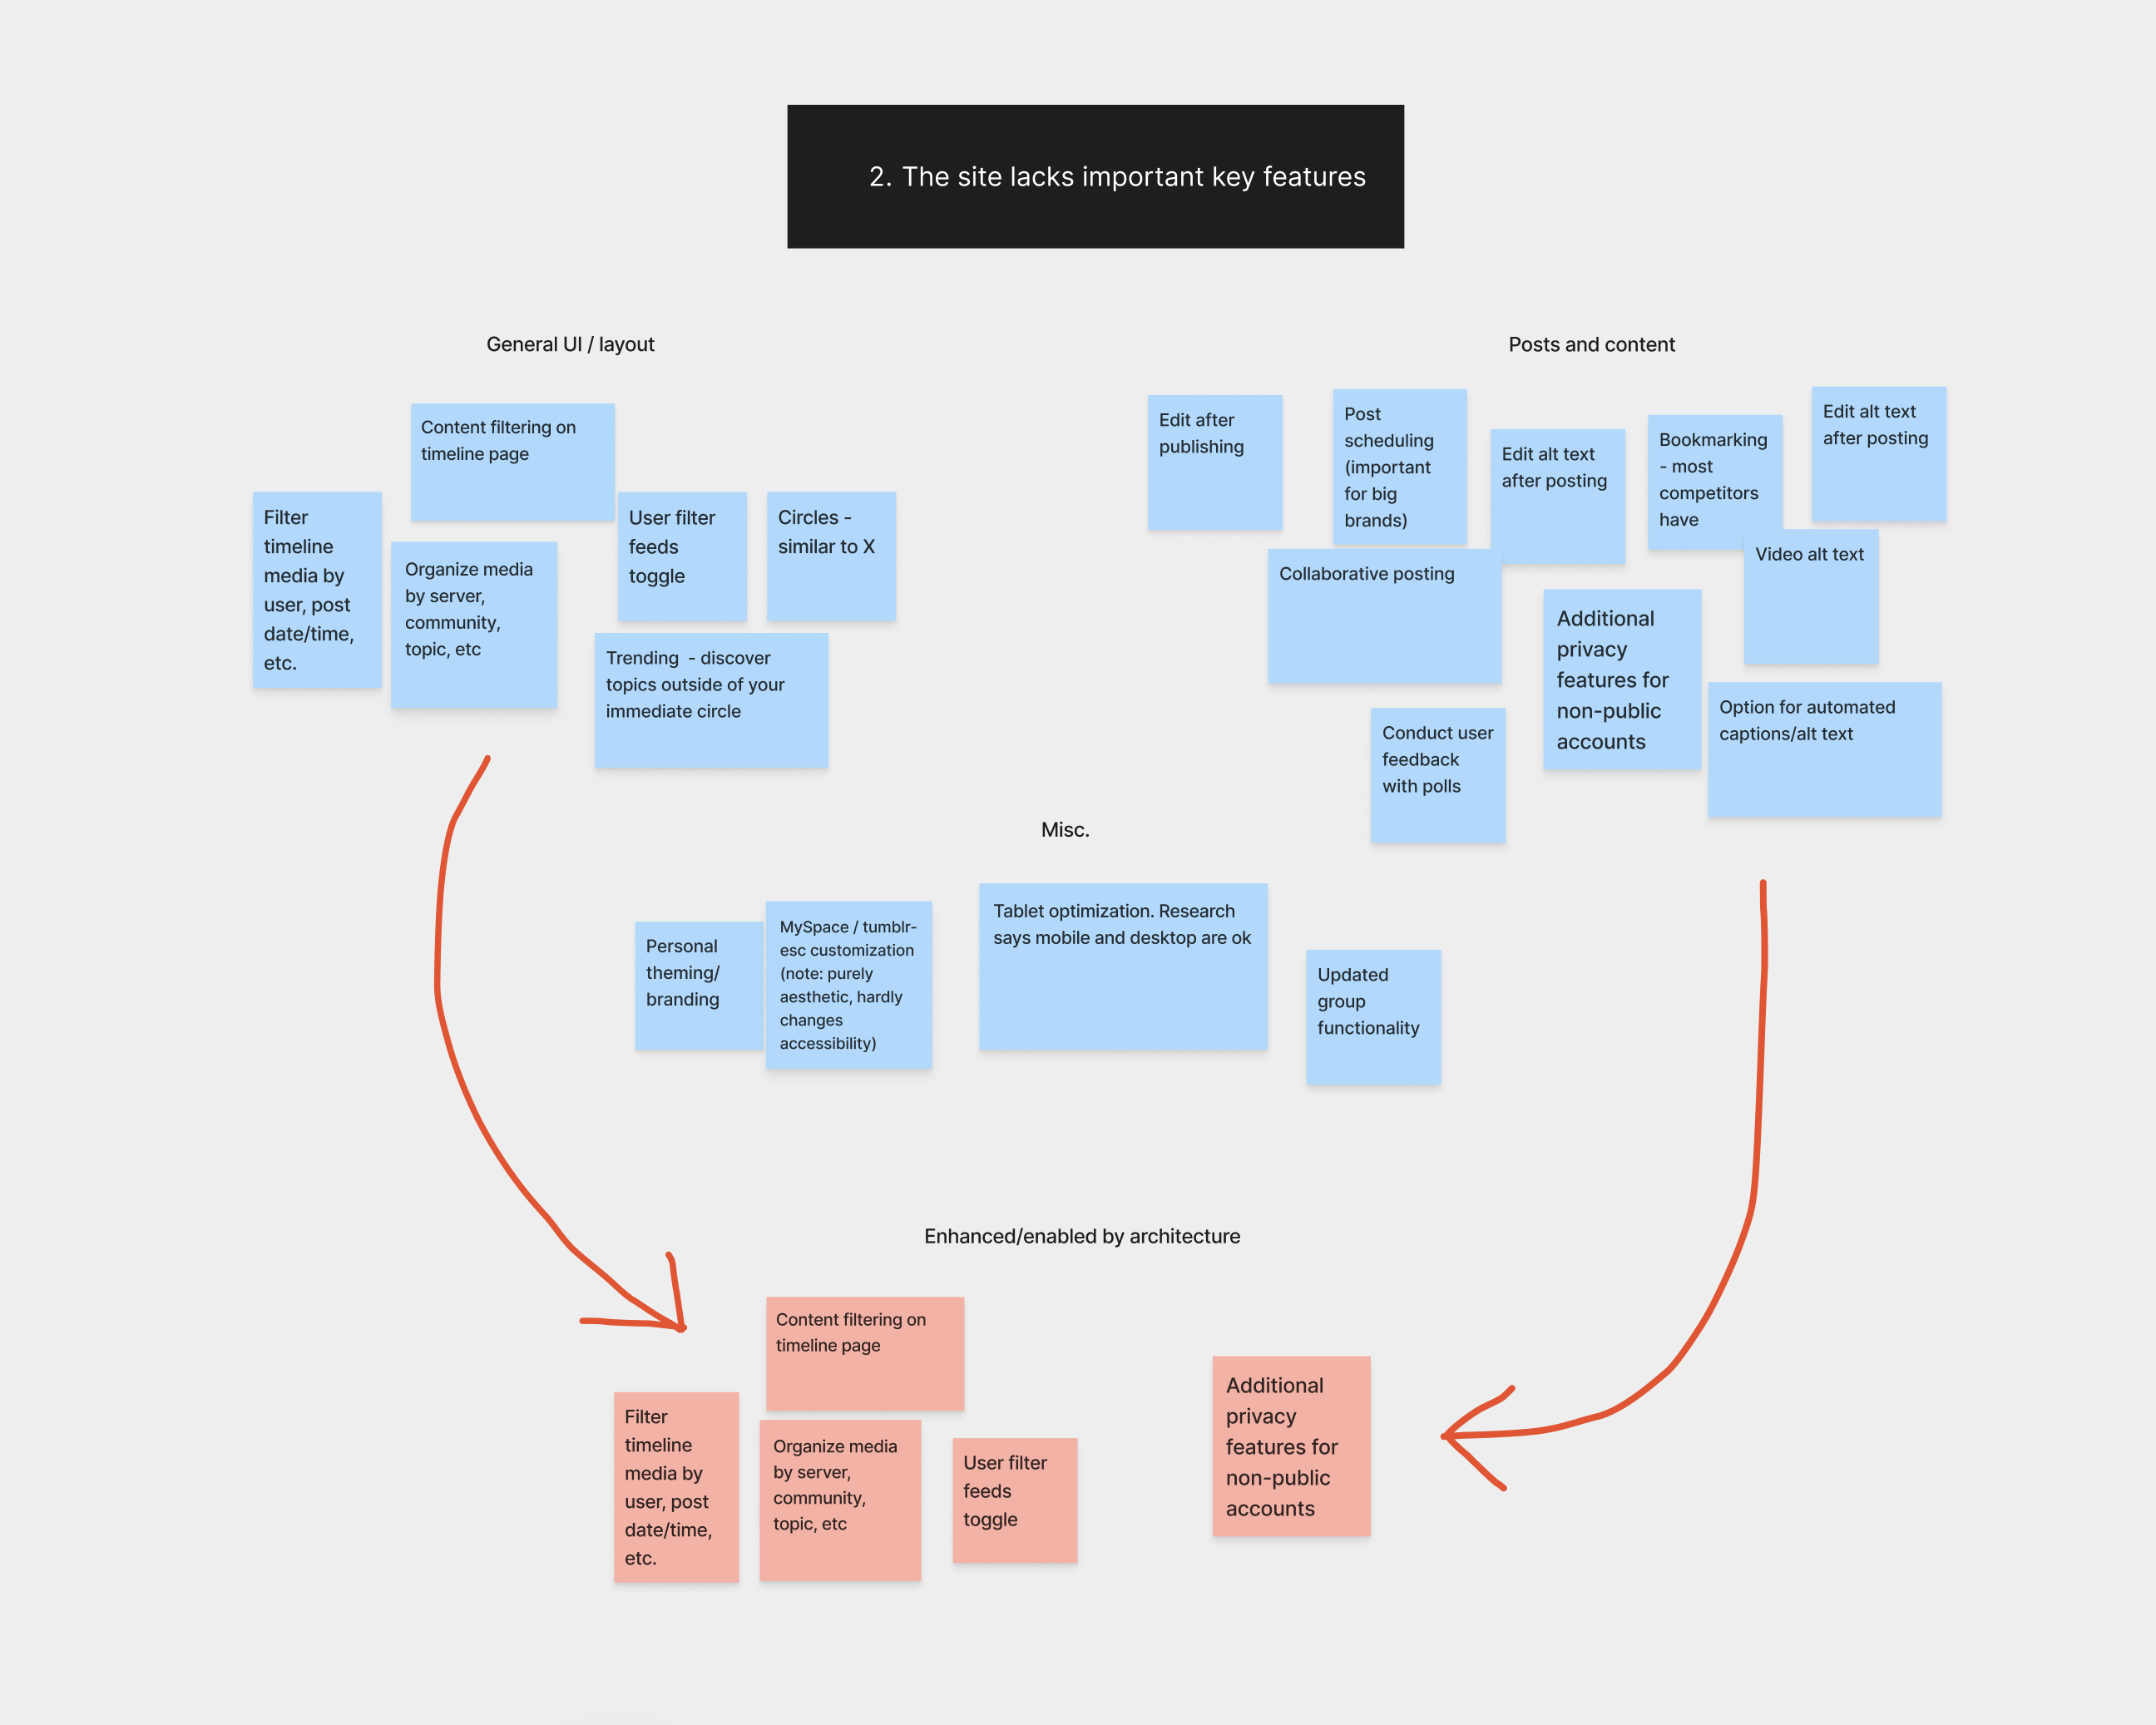 2. The site lacks important key features
General UI / layout
Content filtering on
timeline page
Filter
timeline
media by
user, post
date/time,
etc.
Organize media
by server,
community,
topic, etc
User filter
feeds
toggle
Circles -
similar to X
Trending  - discover
topics outside of your
immediate circle
Posts and content
Edit after
publishing
Post
scheduling
(important
for big
brands)
Edit alt text
after posting
Bookmarking
- most
competitors
have
Edit alt text
after posting
Collaborative posting
Video alt text
Additional
privacy
features for
non-public
accounts
Option for automated
captions/alt text
Conduct user
feedback
with polls
Misc.
Personal
theming/
branding
MySpace / tumblr-
esc customization
(note: purely
aesthetic, hardly
changes
accessibility)
Tablet optimization. Research
says mobile and desktop are ok
Updated
group
functionality
Enhanced/enabled by architecture
Content filtering on
timeline page
Filter
timeline
media by
user, post
date/time,
etc.
Organize media
by server,
community,
topic, etc
User filter
feeds
toggle
Additional
privacy
features for
non-public
accounts